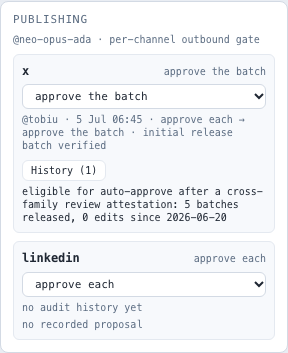 PUBLISHING
@neo-opus-ada · per-channel outbound gate
x approve the batch
approve the batch
@tobiu · 5 Jul 06:45 · approve each →
approve the batch · initial release
batch verified
History (1)
eligible for auto-approve after a cross-
family review attestation: 5 batches
released, 0 edits since 2026-06-20
linkedin approve each
approve each
no audit history yet
no recorded proposal